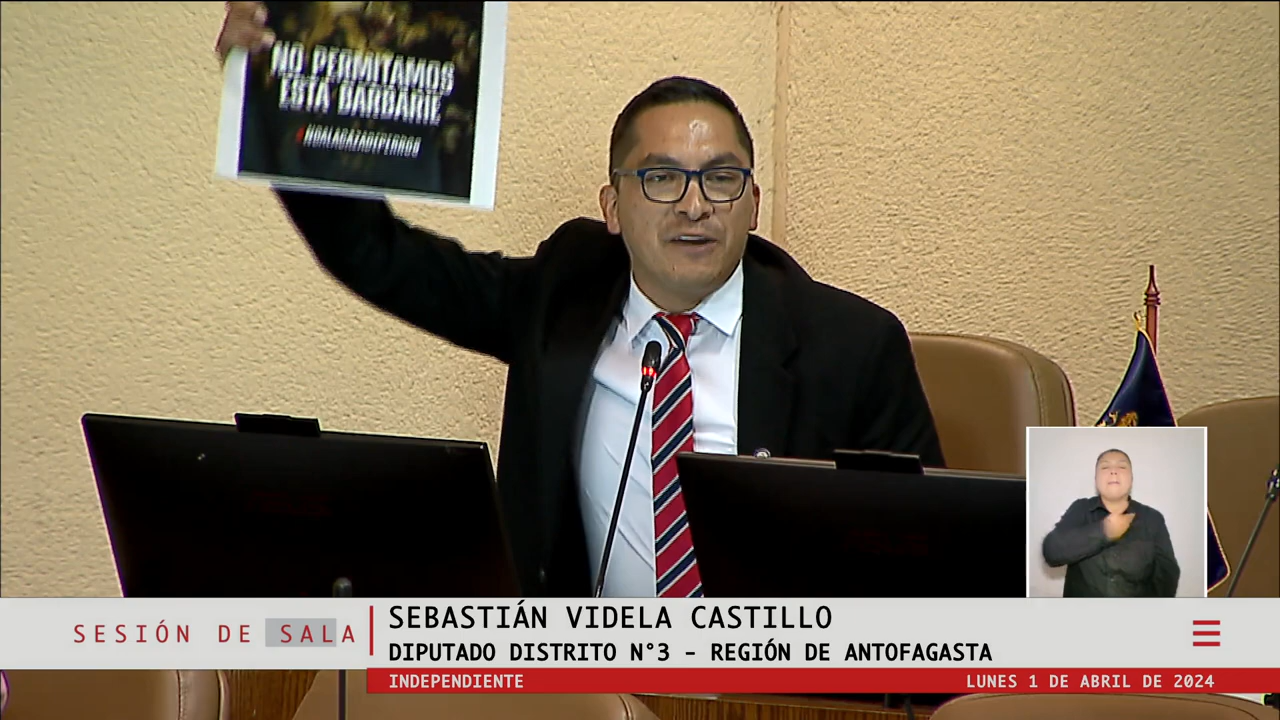 NO PERMITAMOS
ESTA BARBARIE
#NOALACAZADEPERROS
SESIÓN DE SALA
SEBASTIÁN VIDELA CASTILLO
DIPUTADO DISTRITO N°3 - REGIÓN DE ANTOFAGASTA
INDEPENDIENTE
LUNES 1 DE ABRIL DE 2024